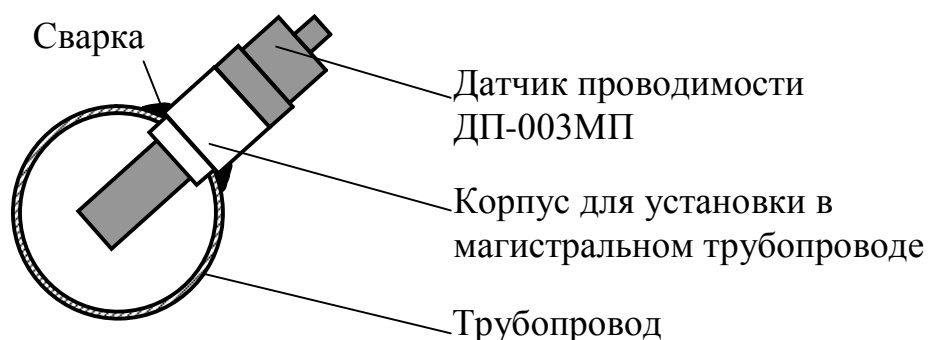 Сварка
Датчик проводимости
ДП-003МП
Корпус для установки в
магистральном трубопроводе
Трубопровод